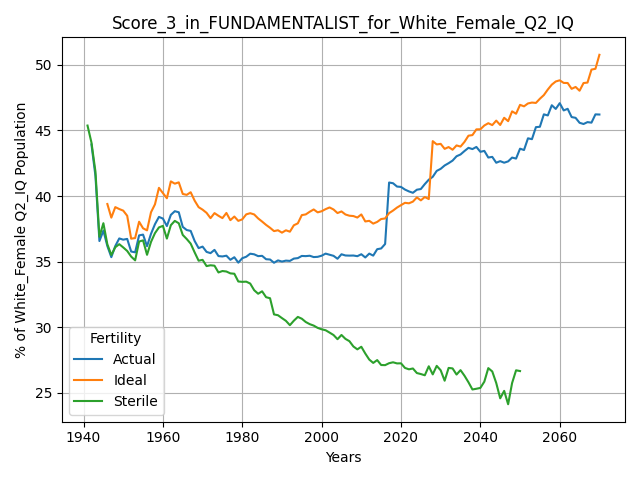 Score_3_in_FUNDAMENTALIST_for_White_Female_Q2_IQ
% of White_Female Q2_IQ Population
50
45
40
35
30
25
Fertility
Actual
Ideal
Sterile
1940 1960 1980 2000 2020 2040 2060
Years